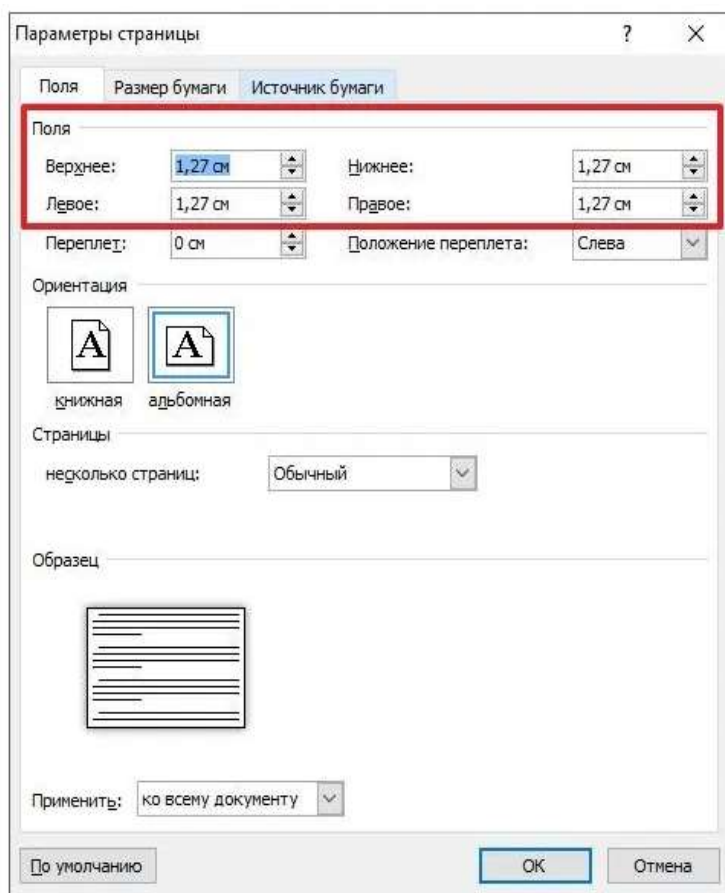 Параметры страницы ? ×
Поля Размер бумаги Источник бумаги
Поля
Верхнее: 1,27 см Нижнее: 1,27 см
Левое: 1,27 см Правое: 1,27 см
Переплет: 0 см Положение переплета: Слева
Ориентация
A A
книжная альбомная
Страницы
несколько страниц: Обычный
Образец
Применить: ко всему документу
По умолчанию ОК Отмена